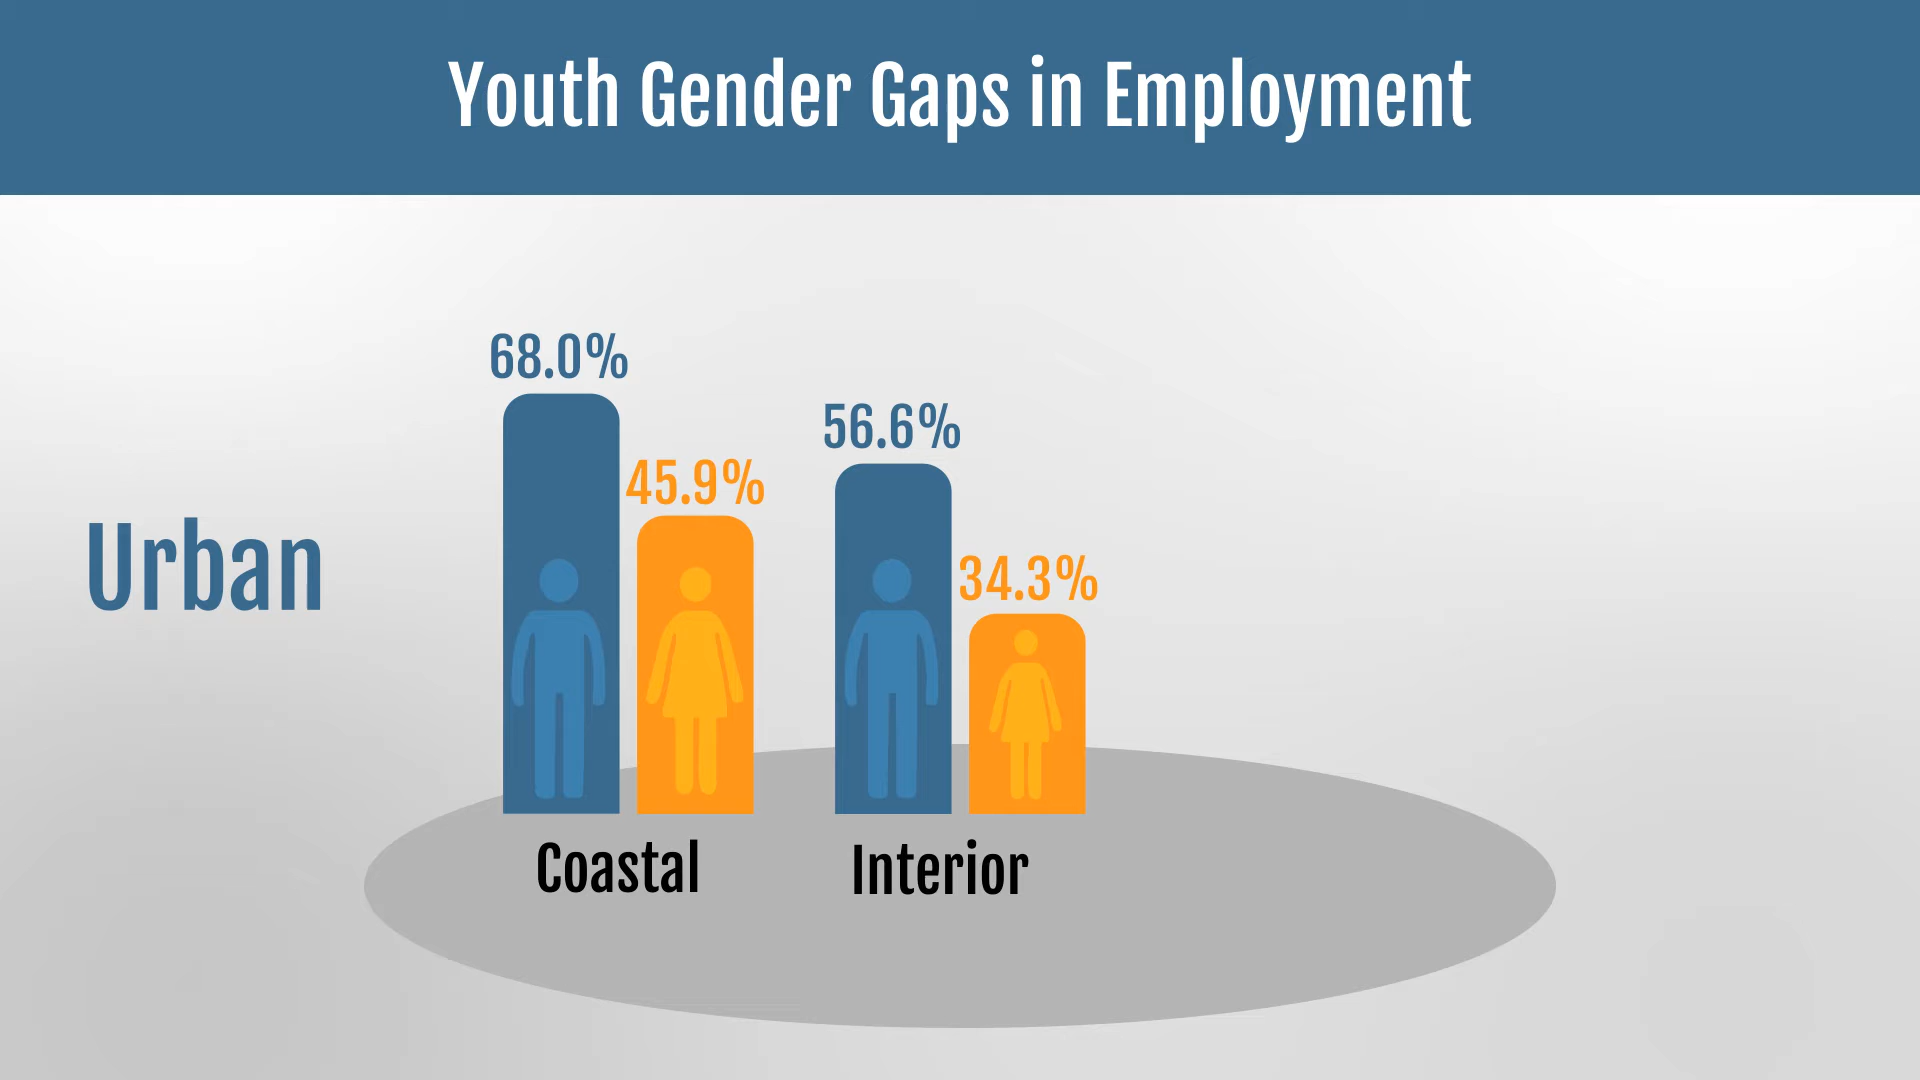 Youth Gender Gaps in Employment
68.0%
45.9%
56.6%
34.3%
Urban
Coastal
Interior